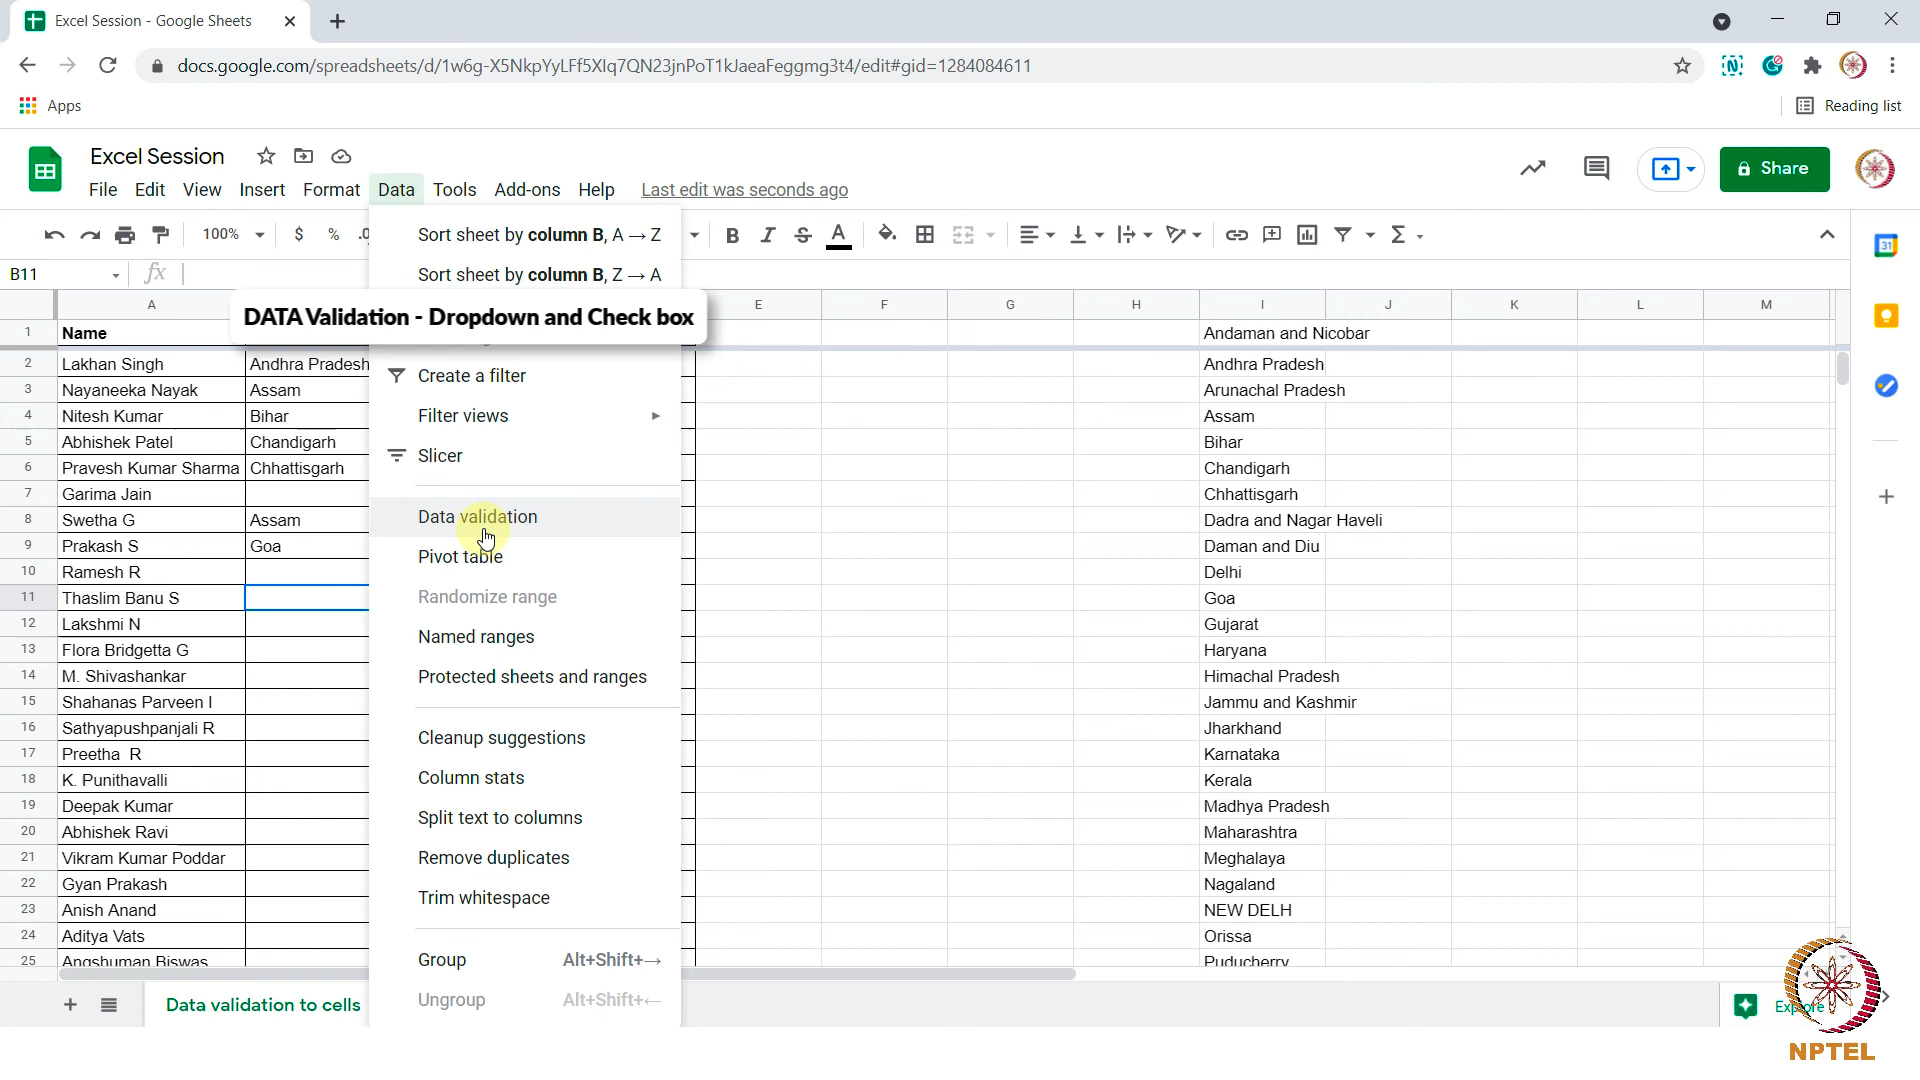 Excel Session - Google Sheets
docs.google.com/spreadsheets/d/1w6g-X5NkpYyLFf5XIq7QN23jnPoT1kJaeaFeggmg3t4/edit#gid=1284084611
Apps
Reading list
Excel Session
File Edit View Insert Format Data Tools Add-ons Help Last edit was seconds ago
Share
100% $ % .0 B I S A Σ
Sort sheet by column B, A → Z
B11 fx
Sort sheet by column B, Z → A
DATA Validation - Dropdown and Check box
A E F G H I J K L M
1 Name Andaman and Nicobar
2 Lakhan Singh Andhra Pradesh Andhra Pradesh
3 Nayaneeka Nayak Assam Arunachal Pradesh
4 Nitesh Kumar Bihar Assam
5 Abhishek Patel Chandigarh Bihar
6 Pravesh Kumar Sharma Chhattisgarh Chandigarh
7 Garima Jain Chhattisgarh
8 Swetha G Assam Dadra and Nagar Haveli
9 Prakash S Goa Daman and Diu
10 Ramesh R Delhi
11 Thaslim Banu S Goa
12 Lakshmi N Gujarat
13 Flora Bridgetta G Haryana
14 M. Shivashankar Himachal Pradesh
15 Shahanas Parveen I Jammu and Kashmir
16 Sathyapushpanjali R Jharkhand
17 Preetha R Karnataka
18 K. Punithavalli Kerala
19 Deepak Kumar Madhya Pradesh
20 Abhishek Ravi Maharashtra
21 Vikram Kumar Poddar Meghalaya
22 Gyan Prakash Nagaland
23 Anish Anand NEW DELH
24 Aditya Vats Orissa
25 Angshuman Biswas Puducherry
Create a filter
Filter views
Slicer
Data validation
Pivot table
Randomize range
Named ranges
Protected sheets and ranges
Cleanup suggestions
Column stats
Split text to columns
Remove duplicates
Trim whitespace
Group Alt+Shift+→
Ungroup Alt+Shift+←
31
Data validation to cells
Explore
NPTEL